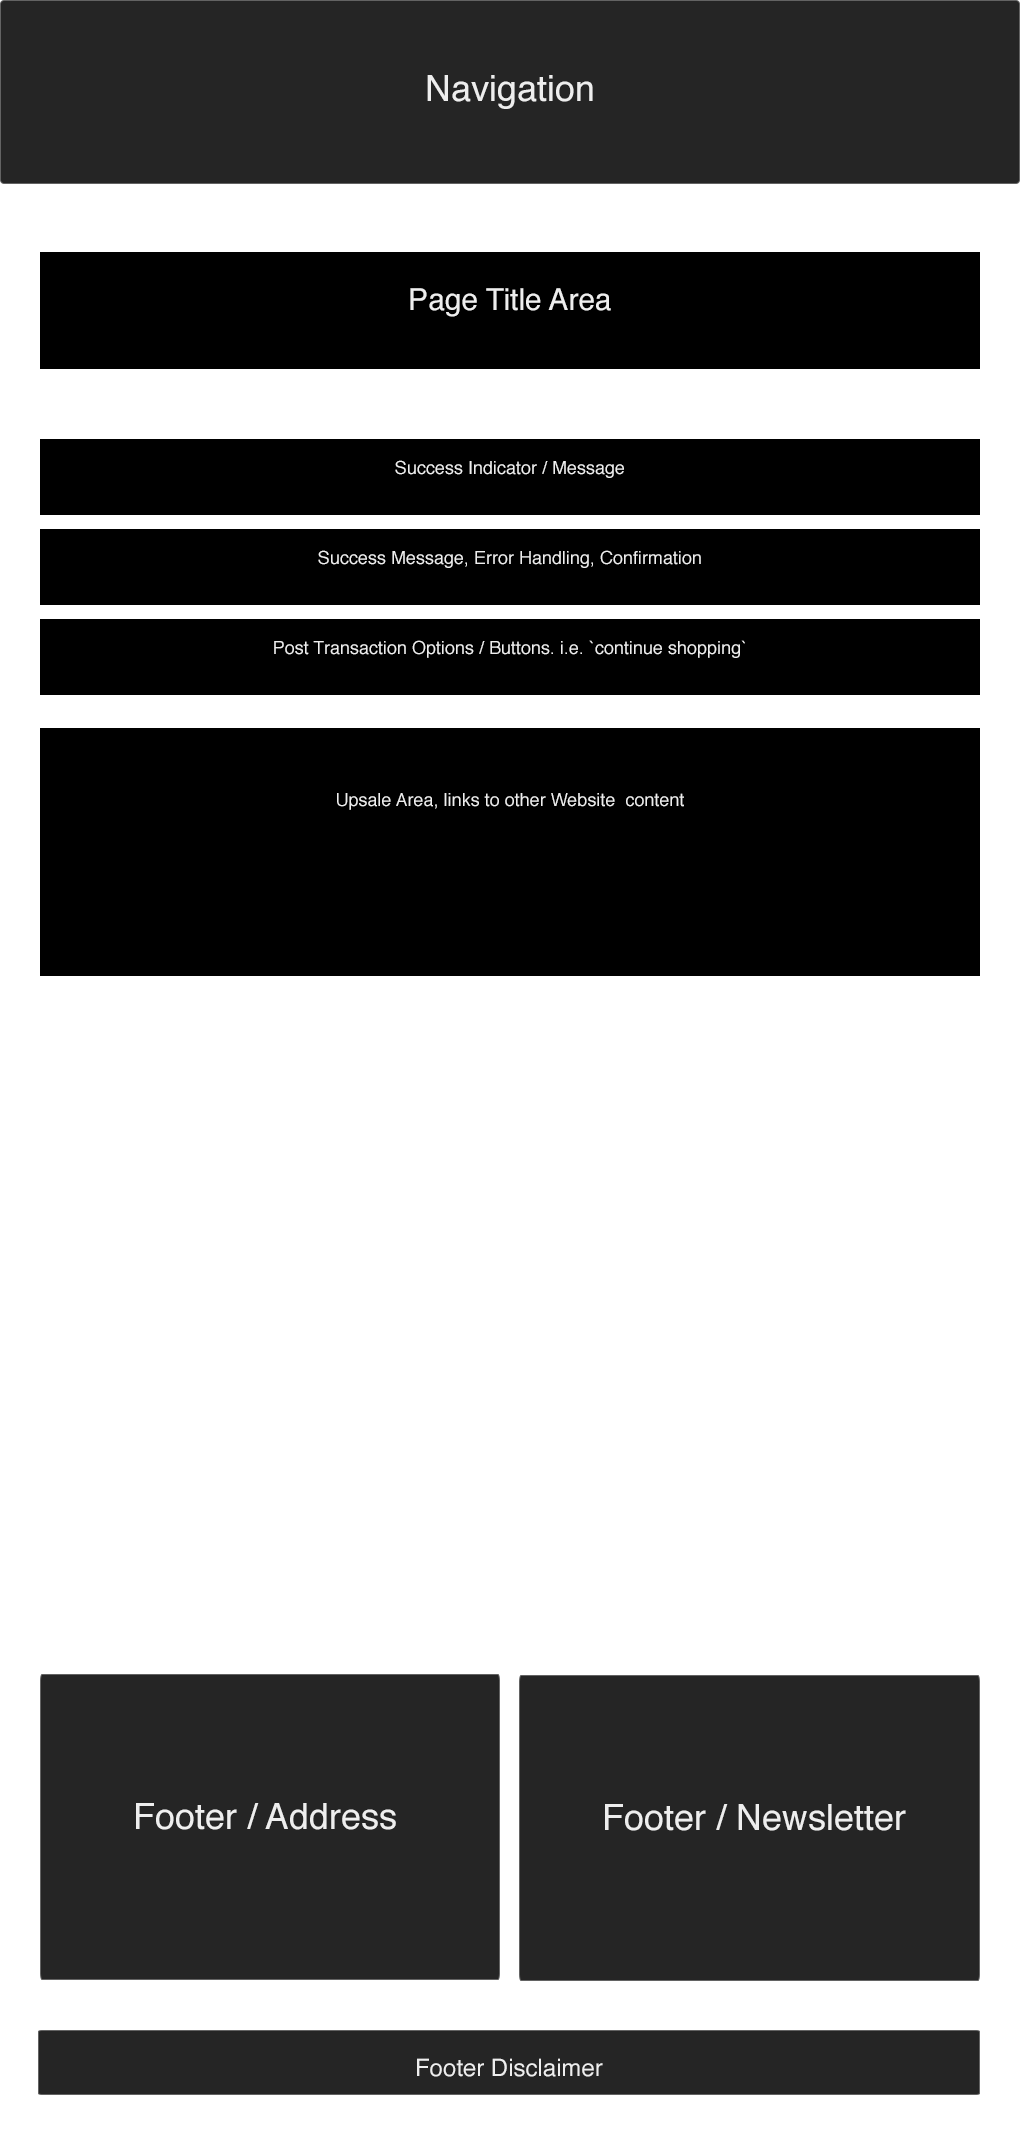 Navigation
Page Title Area
Success Indicator / Message
Success Message, Error Handling, Confirmation
Post Transaction Options / Buttons. i.e. `continue shopping`
Upsale Area, links to other Website  content
Footer / Address
Footer / Newsletter
Footer Disclaimer